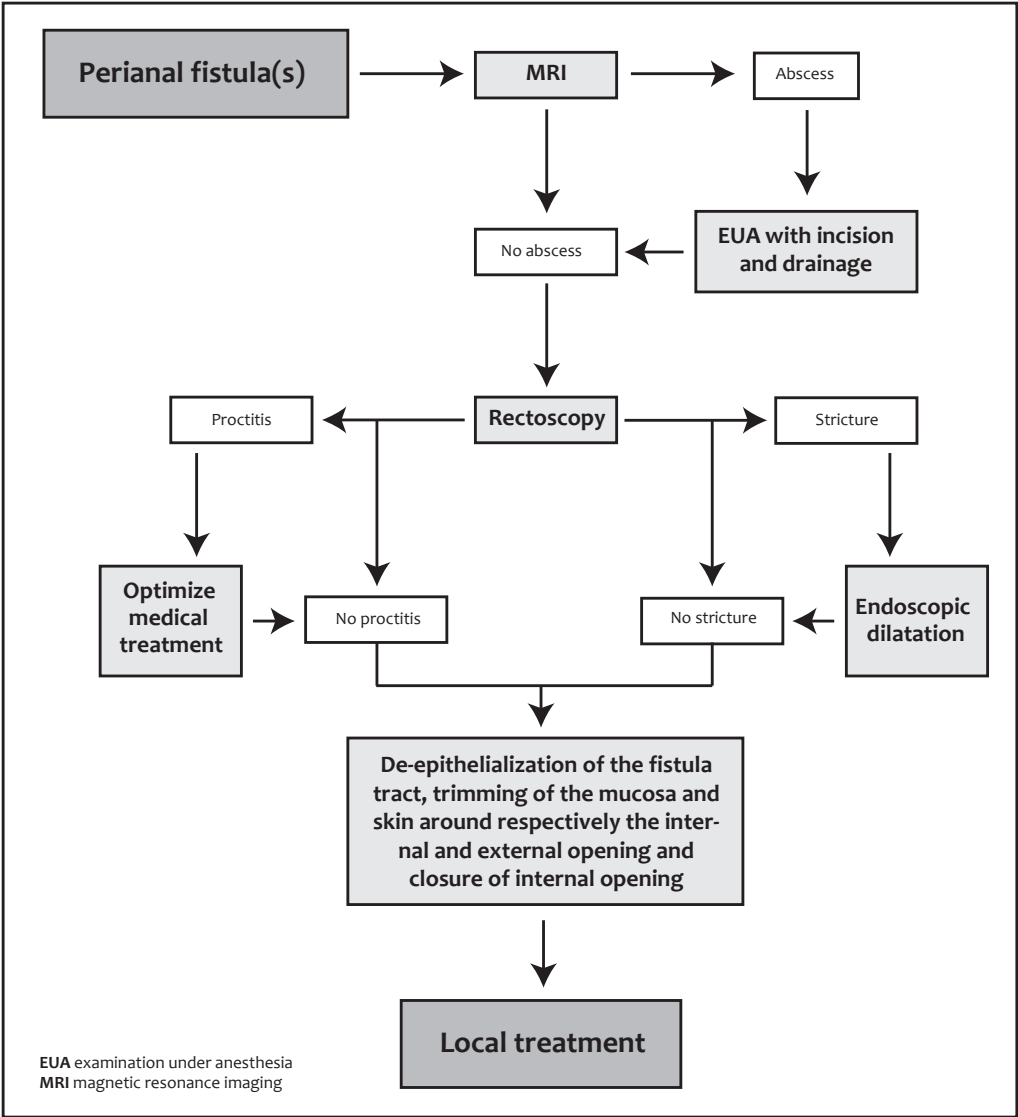 Perianal fistula(s)
MRI
Abscess
No abscess
EUA with incision
and drainage
Proctitis
Rectoscopy
Stricture
Optimize
medical
treatment
No proctitis
No stricture
Endoscopic
dilatation
De-epithelialization of the fistula
tract, trimming of the mucosa and
skin around respectively the inter-
nal and external opening and
closure of internal opening
Local treatment
EUA examination under anesthesia
MRI magnetic resonance imaging